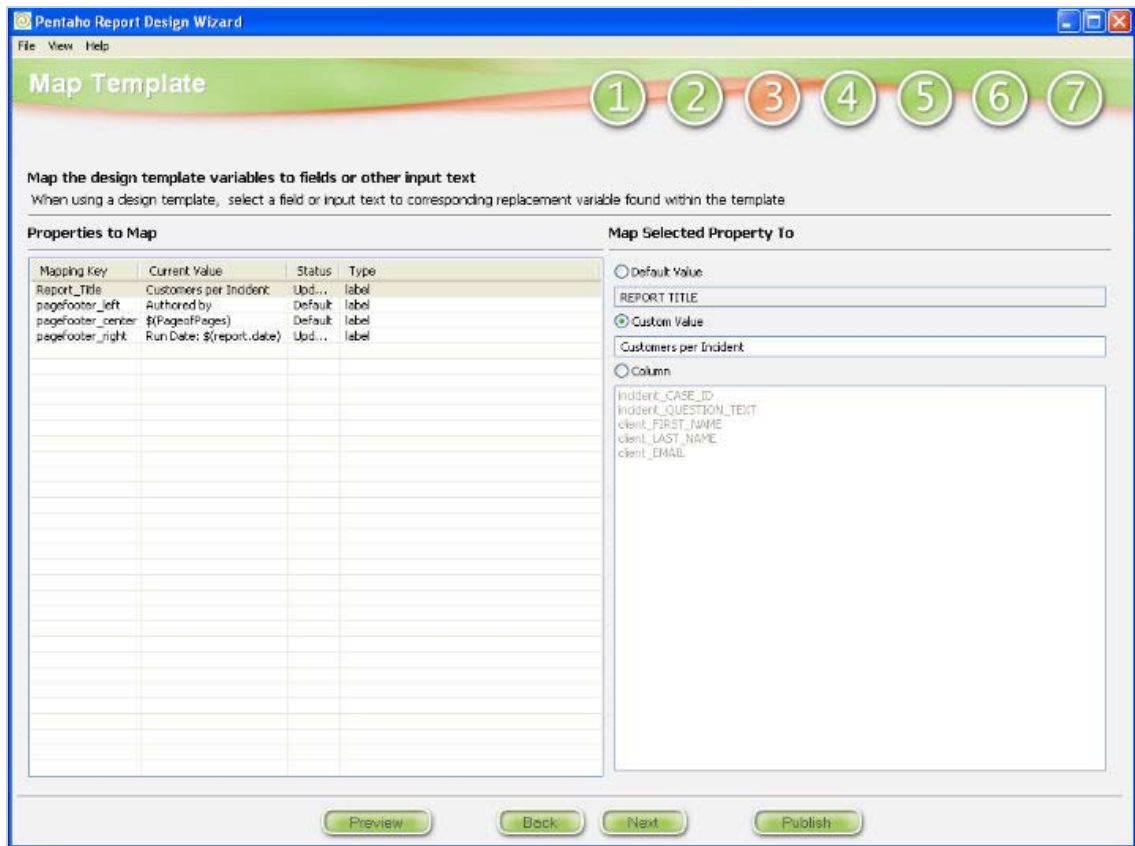 Pentaho Report Design Wizard
File View Help
Map Template
1 2 3 4 5 6 7
Map the design template variables to fields or other input text
When using a design template, select a field or input text to corresponding replacement variable found within the template
Properties to Map
Map Selected Property To
Mapping Key Current Value Status Type
Report_Title Customers per Incident Upd... label
pagefooter_left Authored by Default label
pagefooter_center $(PageofPages) Default label
pagefooter_right Run Date: $(report.date) Upd... label
Default Value
REPORT TITLE
Custom Value
Customers per Incident
Column
incident_CASE_ID
incident_QUESTION_TEXT
client_FIRST_NAME
client_LAST_NAME
client_EMAIL
Preview Back Next Publish